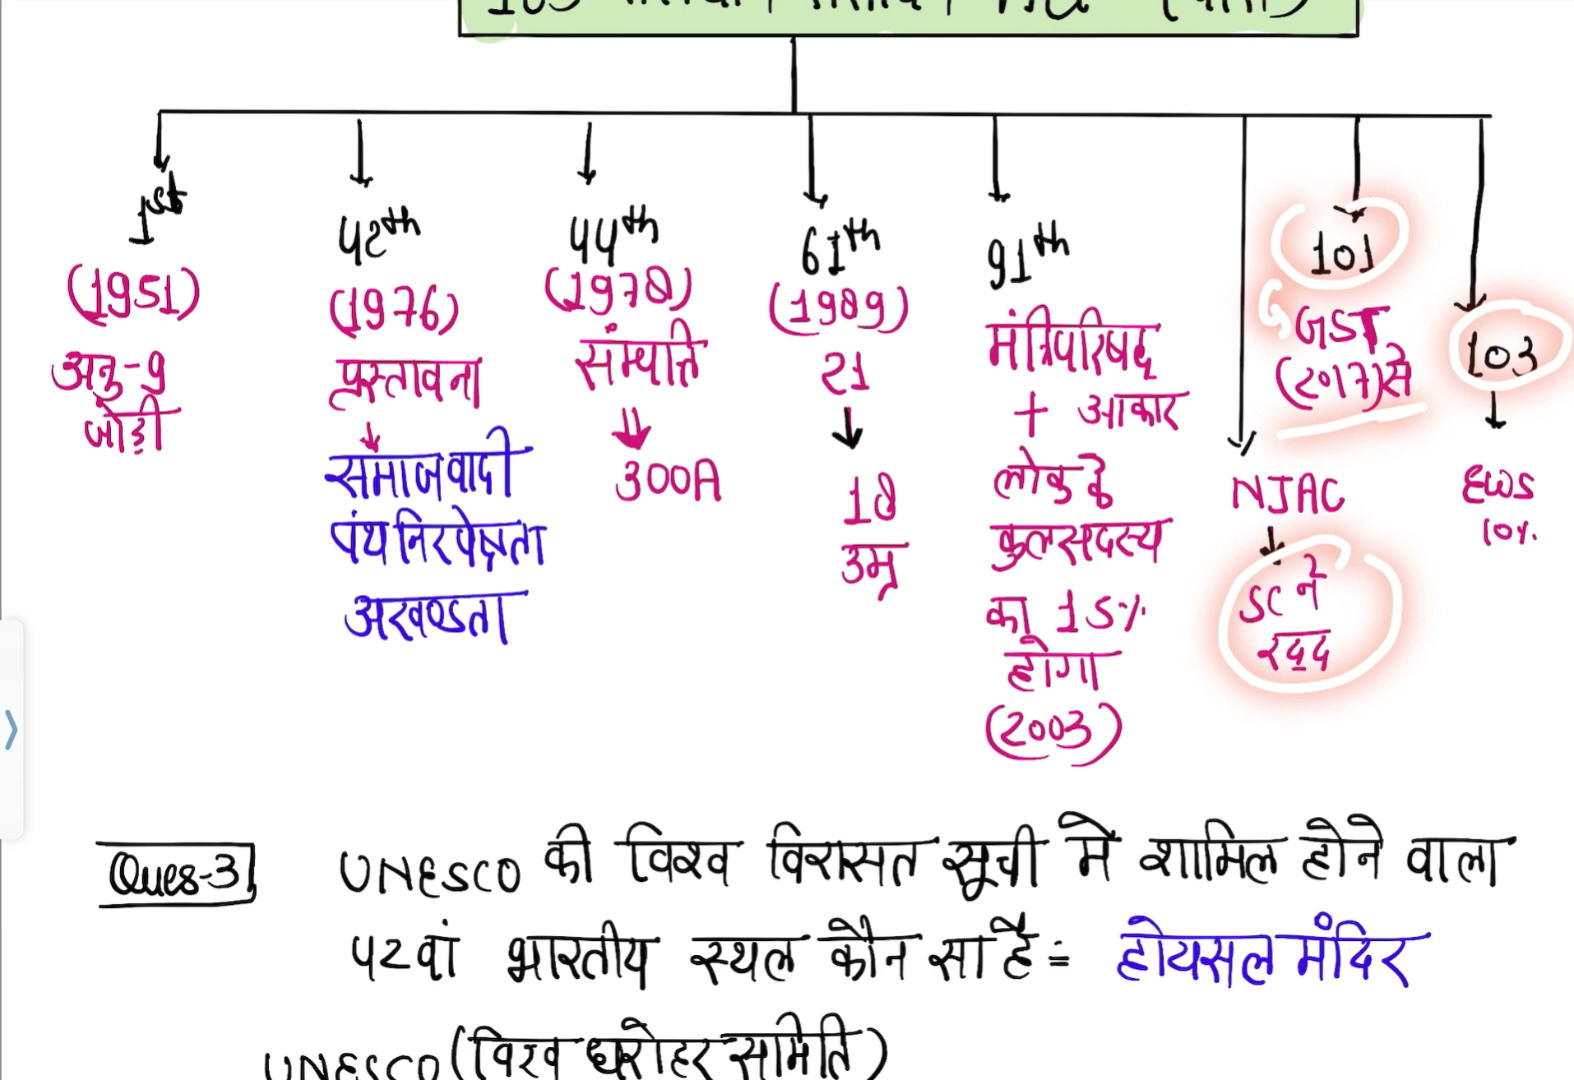 1st
(1951)
अनु-9
जोड़ी
42th
(1976)
प्रस्तावना
समाजवादी
पंथ निरपेक्षता
अखण्डता
44th
(1978)
संम्पत्ति
300A
61th
(1989)
21
18
उम्र
91th
मंत्रिपरिषद
+ आकार
लोक के
कुल सदस्य
का 15%
होगा
(2003)
NJAC
SC ने
रद्द
101
GST
(2017) से
103
EWS
10%
Ques-3
UNESCO की विश्व विरासत सूची में शामिल होने वाला
42वां भारतीय स्थल कौन सा है = होयसल मंदिर
UNESCO (विश्व धरोहर समिति)